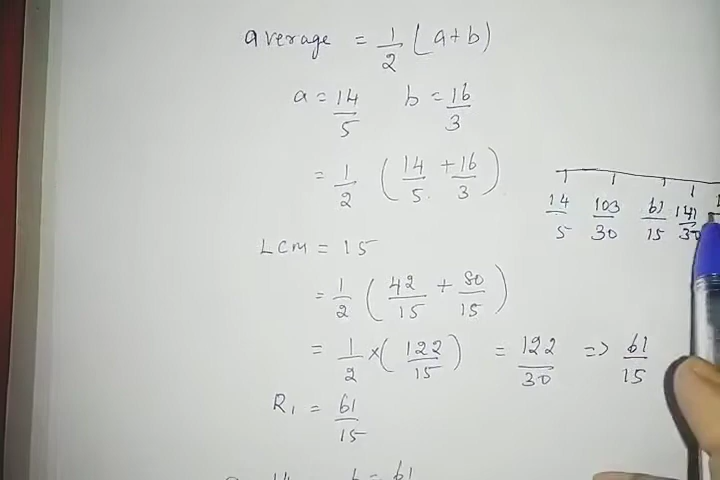 average = 1/2 (a+b)
a = 14/5 b = 16/3
= 1/2 (14/5 + 16/3)
14/5 103/30 61/15 141/30
LCM = 15
= 1/2 (42/15 + 80/15)
= 1/2 × (122/15) = 122/30 => 61/15
R1 = 61/15
b = 61